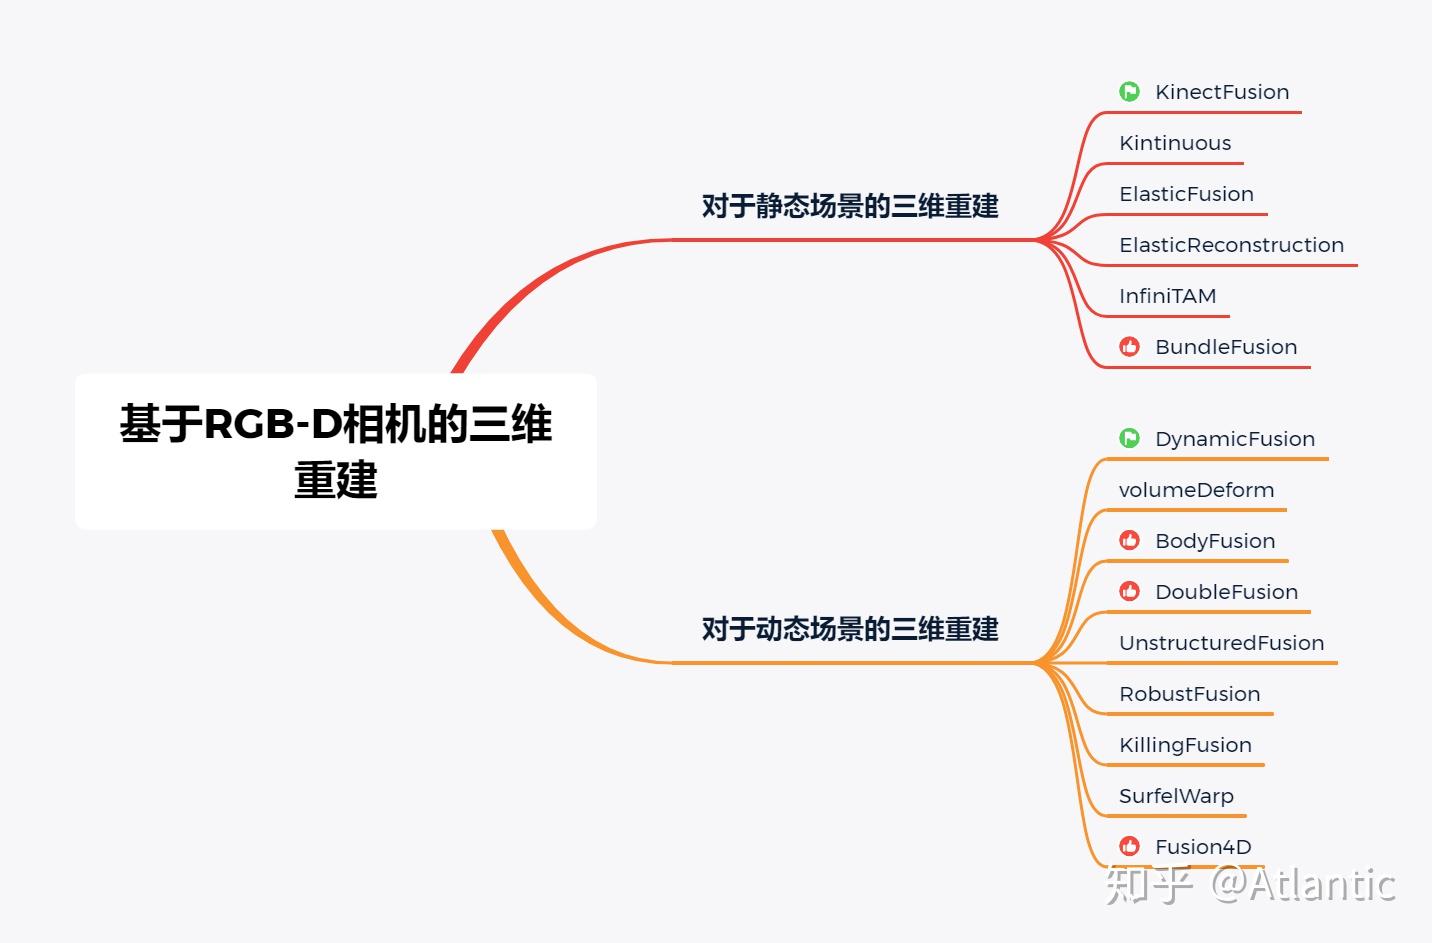 基于RGB-D相机的三维
重建
对于静态场景的三维重建
KinectFusion
Kintinuous
ElasticFusion
ElasticReconstruction
InfiniTAM
BundleFusion
对于动态场景的三维重建
DynamicFusion
volumeDeform
BodyFusion
DoubleFusion
UnstructuredFusion
RobustFusion
KillingFusion
SurfelWarp
Fusion4D
知乎 @Atlantic